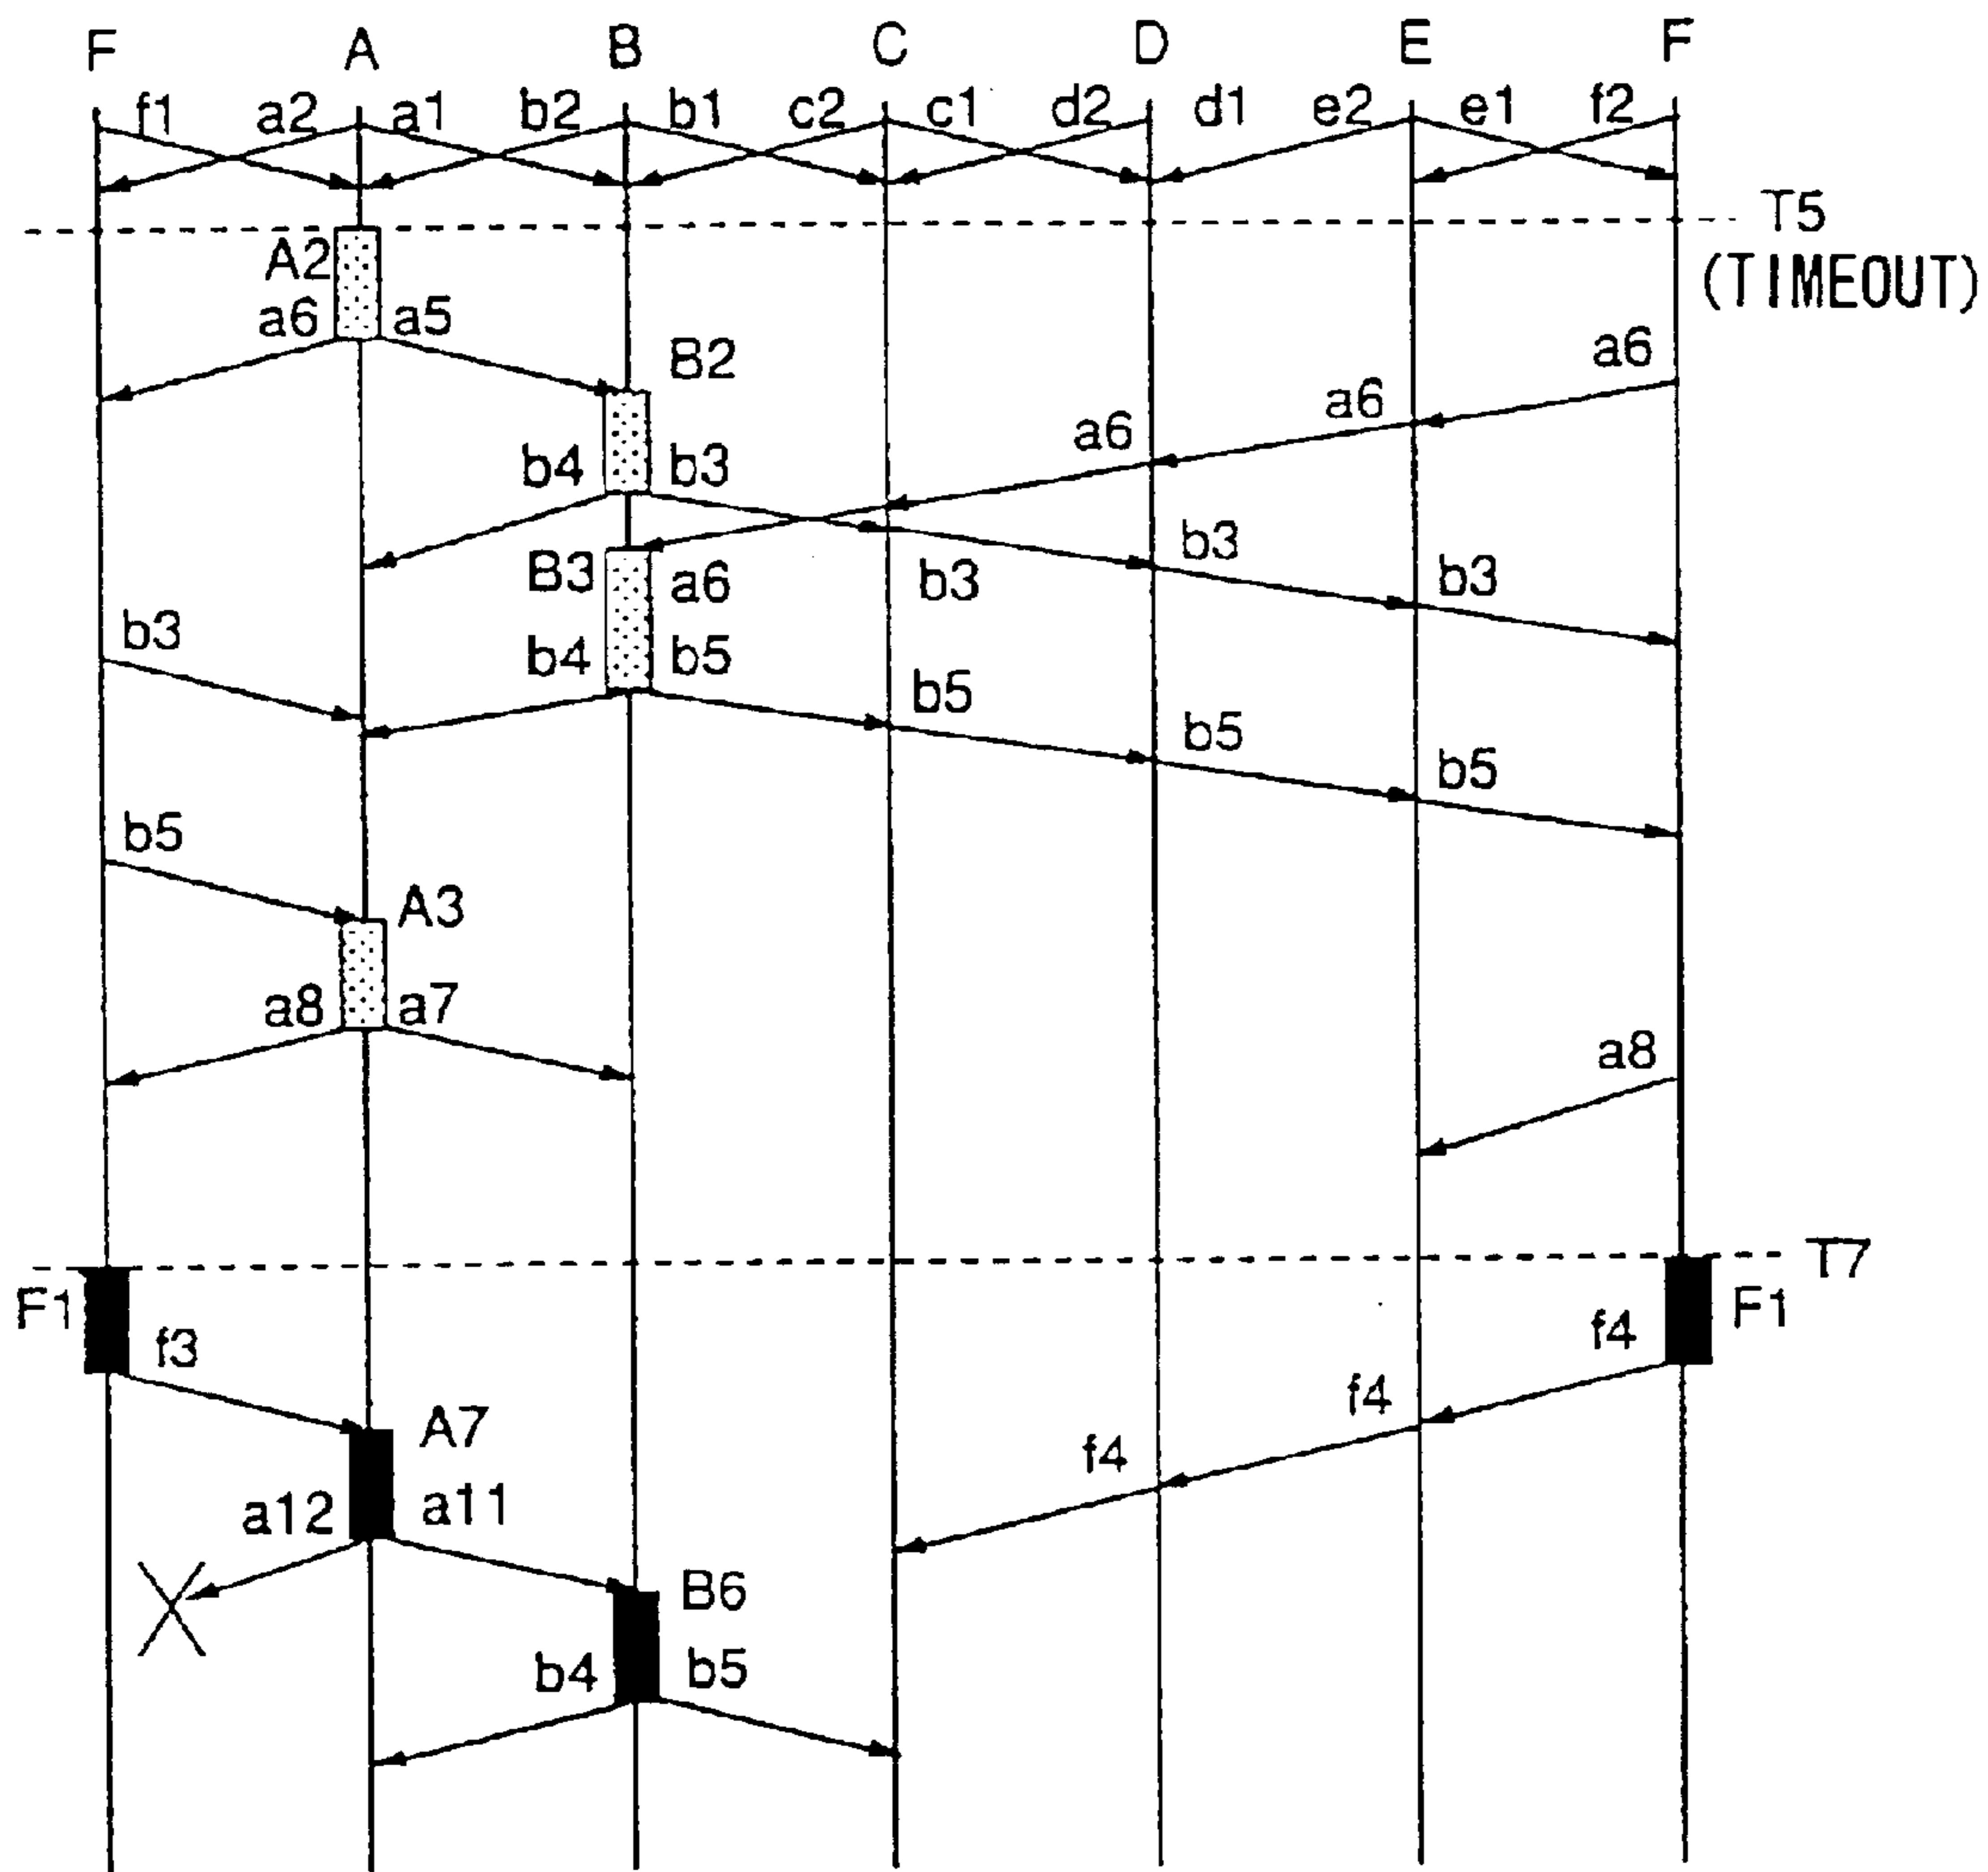 F A B C D E F
f1 a2 a1 b2 b1 c2 c1 d2 d1 e2 e1 f2
T5
(TIMEOUT)
A2
a6 a5
B2
a6
a6
a6
b4 b3
b3
B3 a6
b3
b3
b3
b4 b5
b5
b5
b5
b5
A3
a8 a7
a8
T7
F1
F1
f4
f3
f4
A7
f4
a12 a11
X
B6
b4 b5